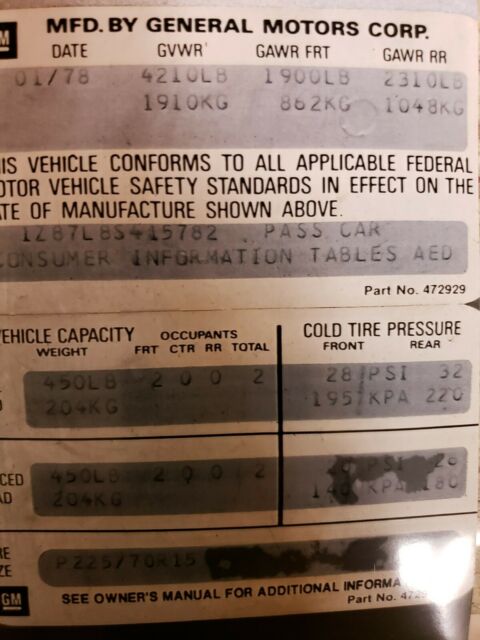 GM MFD. BY GENERAL MOTORS CORP.
DATE GVWR GAWR FRT GAWR RR
01/78 4210LB 1900LB 2310LB
1910KG 862KG 1048KG
IS VEHICLE CONFORMS TO ALL APPLICABLE FEDERAL
OTOR VEHICLE SAFETY STANDARDS IN EFFECT ON THE
TE OF MANUFACTURE SHOWN ABOVE.
1Z87L8S415782 PASS CAR
CONSUMER INFORMATION TABLES AED
Part No. 472929
EHICLE CAPACITY OCCUPANTS COLD TIRE PRESSURE
WEIGHT FRT CTR RR TOTAL FRONT REAR
450LB 2 0 0 2 28 PSI 32
D 204KG 195 KPA 220
CED 450LB 2 0 0 2 PSI
AD 204KG KPA 180
RE
ZE P225/70R15
GM SEE OWNER'S MANUAL FOR ADDITIONAL INFORMA
Part No.